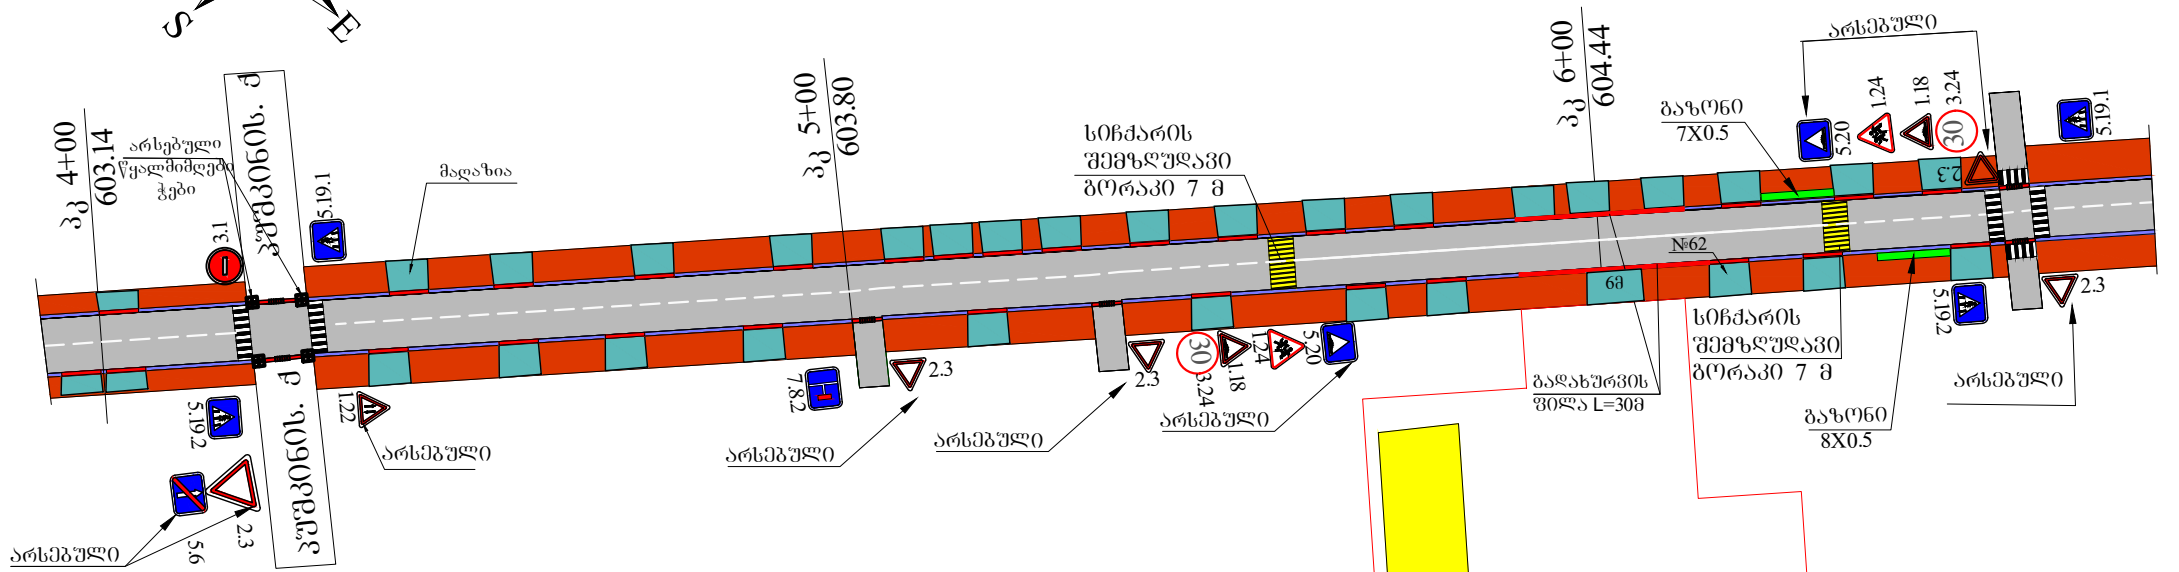 S
E
პკ 4+00
603.14
არსებული
წყალმიმღები
ჭები
პუშკინის. ქ
3.1
5.19.1
მაღაზია
პკ 5+00
603.80
სიჩქარის
შემზღუდავი
ბორაკი 7 მ
პკ 6+00
604.44
გაზონი
7X0.5
არსებული
5.20
1.24
1.18
30
3.24
2.3
5.19.1
№62
6მ
5.19.2
პუშკინის. ქ
5.6
2.3
არსებული
1.22
არსებული
7.8.2
2.3
არსებული
2.3
არსებული
30
3.24
1.18
1.24
5.20
არსებული
გადახურვის
ფილა L=30მ
სიჩქარის
შემზღუდავი
ბორაკი 7 მ
გაზონი
8X0.5
5.19.2
2.3
არსებული